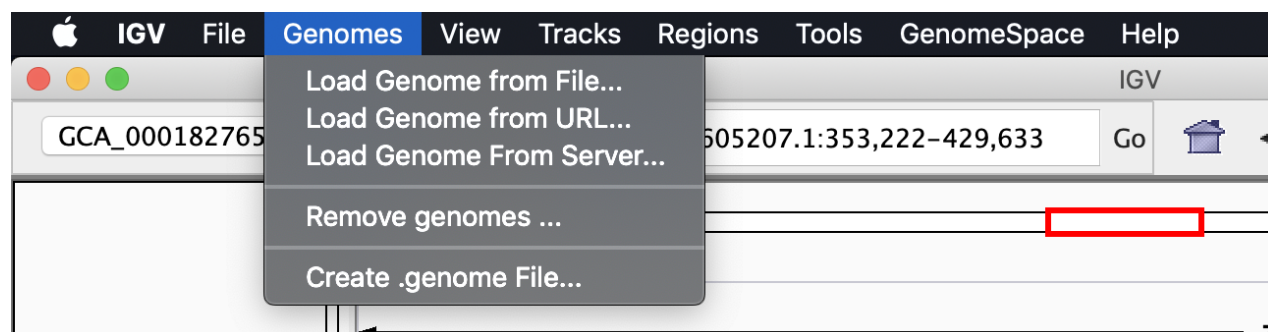 IGV File Genomes View Tracks Regions Tools GenomeSpace Help
IGV
Load Genome from File...
Load Genome from URL...
Load Genome From Server...
Remove genomes ...
Create .genome File...
GCA_000182765
605207.1:353,222-429,633 Go